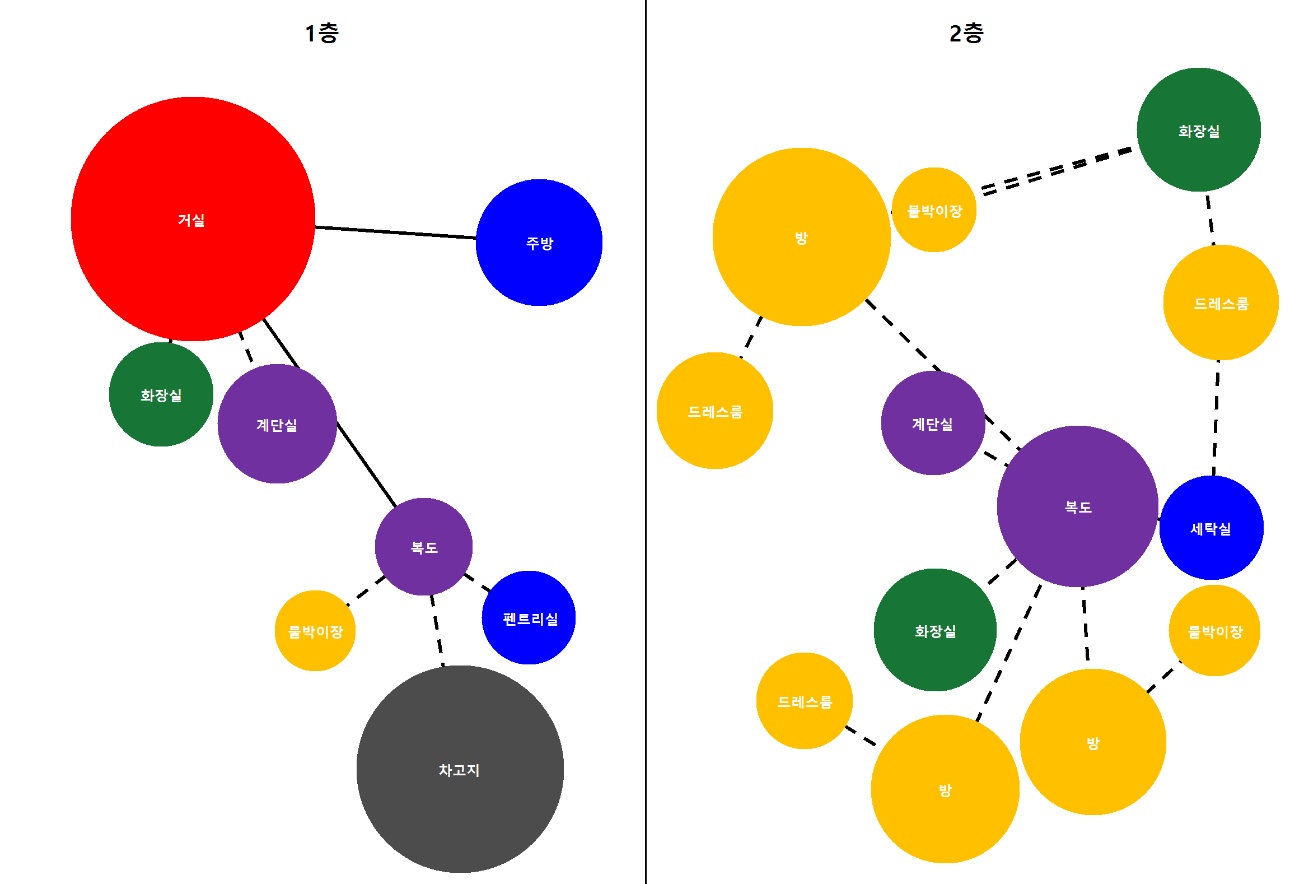 1층
거실
주방
화장실
계단실
복도
붙박이장
펜트리실
차고지
2층
화장실
붙박이장
방
드레스룸
드레스룸
계단실
복도
세탁실
화장실
붙박이장
드레스룸
방
방